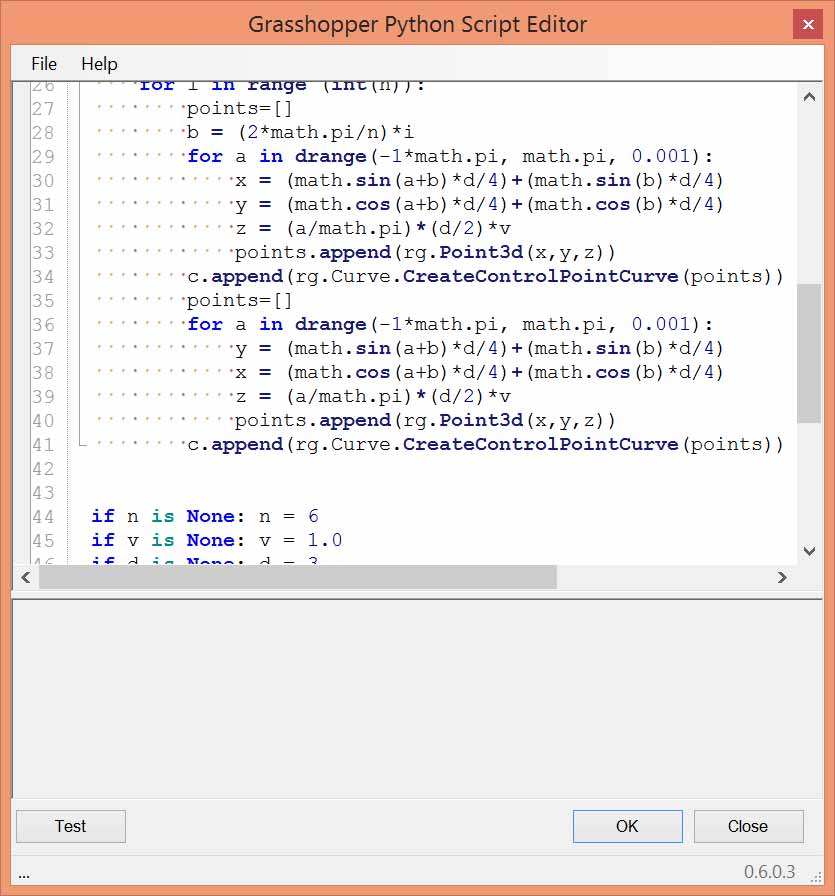 Grasshopper Python Script Editor
File Help
26 for i in range (int(n)):
27 points=[]
28 b = (2*math.pi/n)*i
29 for a in drange(-1*math.pi, math.pi, 0.001):
30 x = (math.sin(a+b)*d/4)+(math.sin(b)*d/4)
31 y = (math.cos(a+b)*d/4)+(math.cos(b)*d/4)
32 z = (a/math.pi)*(d/2)*v
33 points.append(rg.Point3d(x,y,z))
34 c.append(rg.Curve.CreateControlPointCurve(points))
35 points=[]
36 for a in drange(-1*math.pi, math.pi, 0.001):
37 y = (math.sin(a+b)*d/4)+(math.sin(b)*d/4)
38 x = (math.cos(a+b)*d/4)+(math.cos(b)*d/4)
39 z = (a/math.pi)*(d/2)*v
40 points.append(rg.Point3d(x,y,z))
41 c.append(rg.Curve.CreateControlPointCurve(points))
42
43
44 if n is None: n = 6
45 if v is None: v = 1.0
46 if d is None: d = 3
Test OK Close
... 0.6.0.3